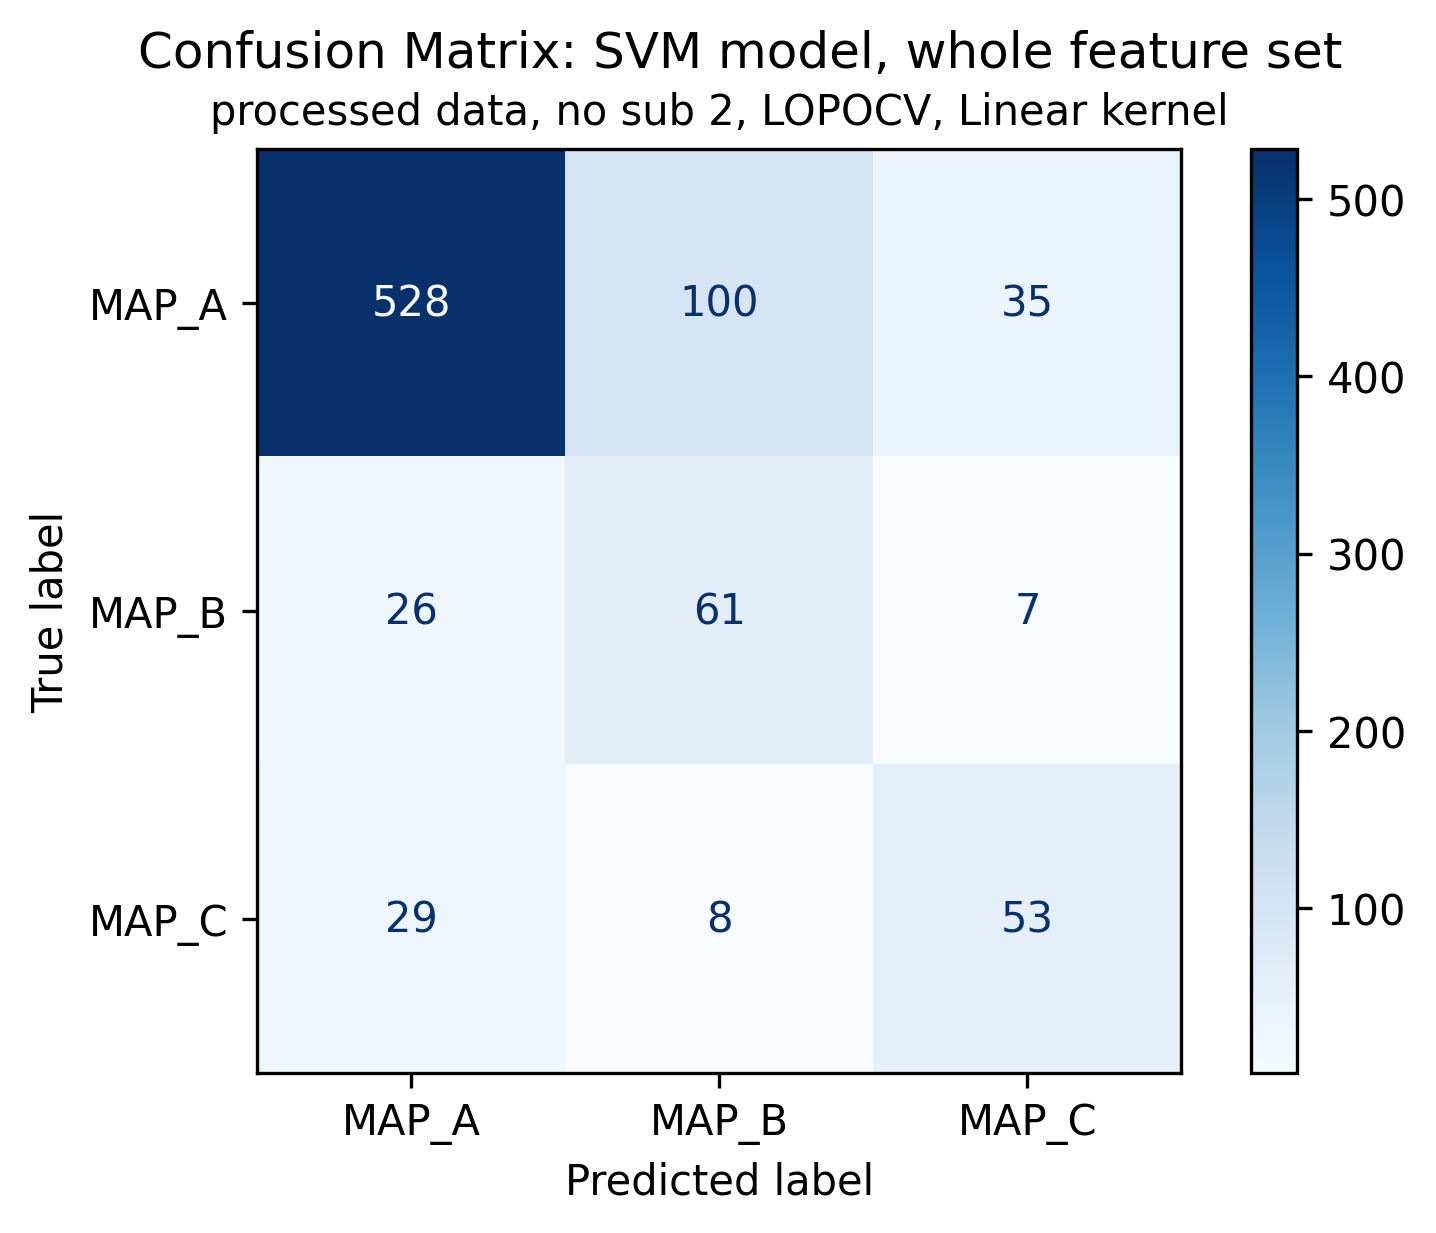 Confusion Matrix: SVM model, whole feature set
processed data, no sub 2, LOPOCV, Linear kernel
True label
MAP_A
528 100 35
MAP_B
26 61 7
MAP_C
29 8 53
MAP_A MAP_B MAP_C
Predicted label
500
400
300
200
100